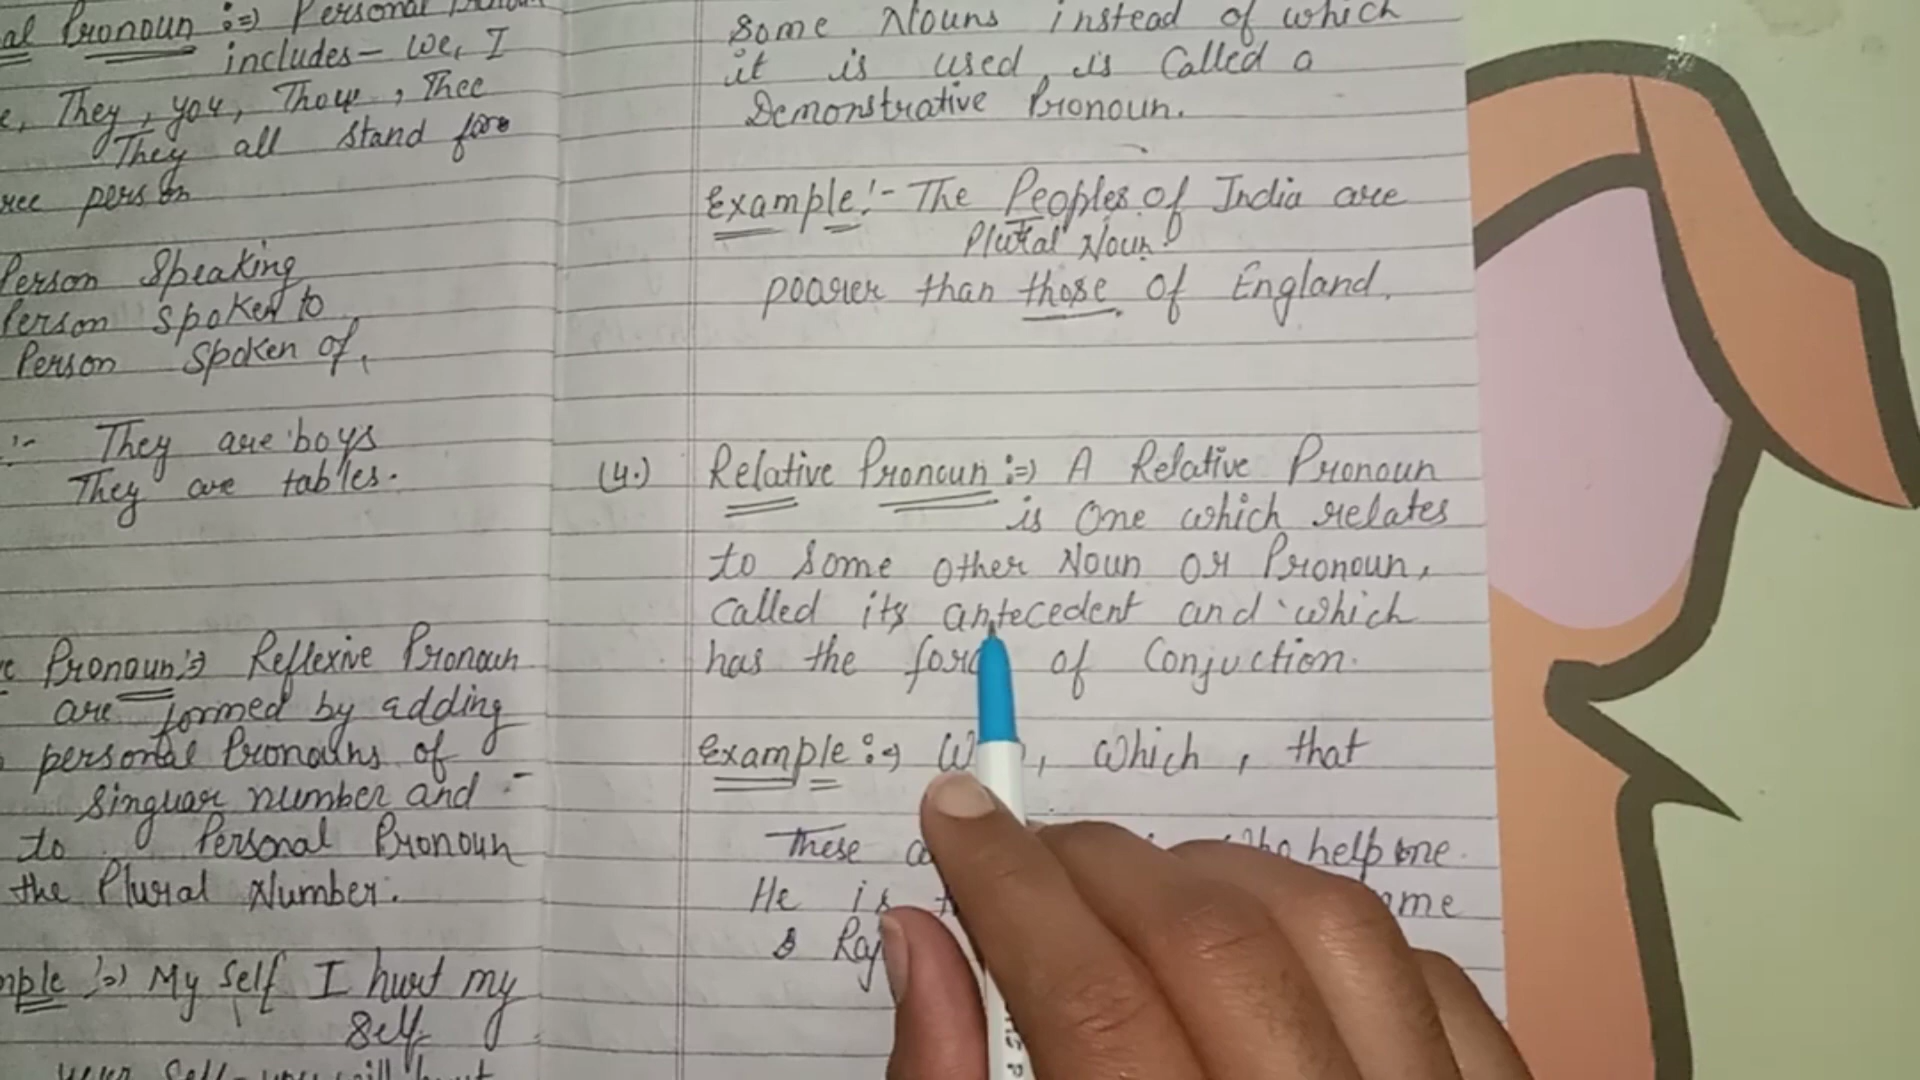 al Pronoun :⇒ Personal
includes- We, I
e, They, you, Thou, Thee
They all stand for
ree person
Person Speaking
Person Spoken to
Person Spoken of,
:- They are boys
They are tables.
Pronoun:⇒ Reflexive Pronoun
are formed by adding
personal Pronouns of
singuar number and -
to Personal Pronoun
the Plural Number.
mple :⇒ My Self I hurt my
Self
some Nouns instead of which
it is used, is Called a
Demonstrative Pronoun.
Example:- The Peoples of India are
Plural Noun
poorer than those of England.
(4.) Relative Pronoun :⇒ A Relative Pronoun
is One which relates
to some other Noun or Pronoun,
called its antecedent and which
has the of Conjuction.
Example :⇒ , Which, that
These help me.
He is
s Raj